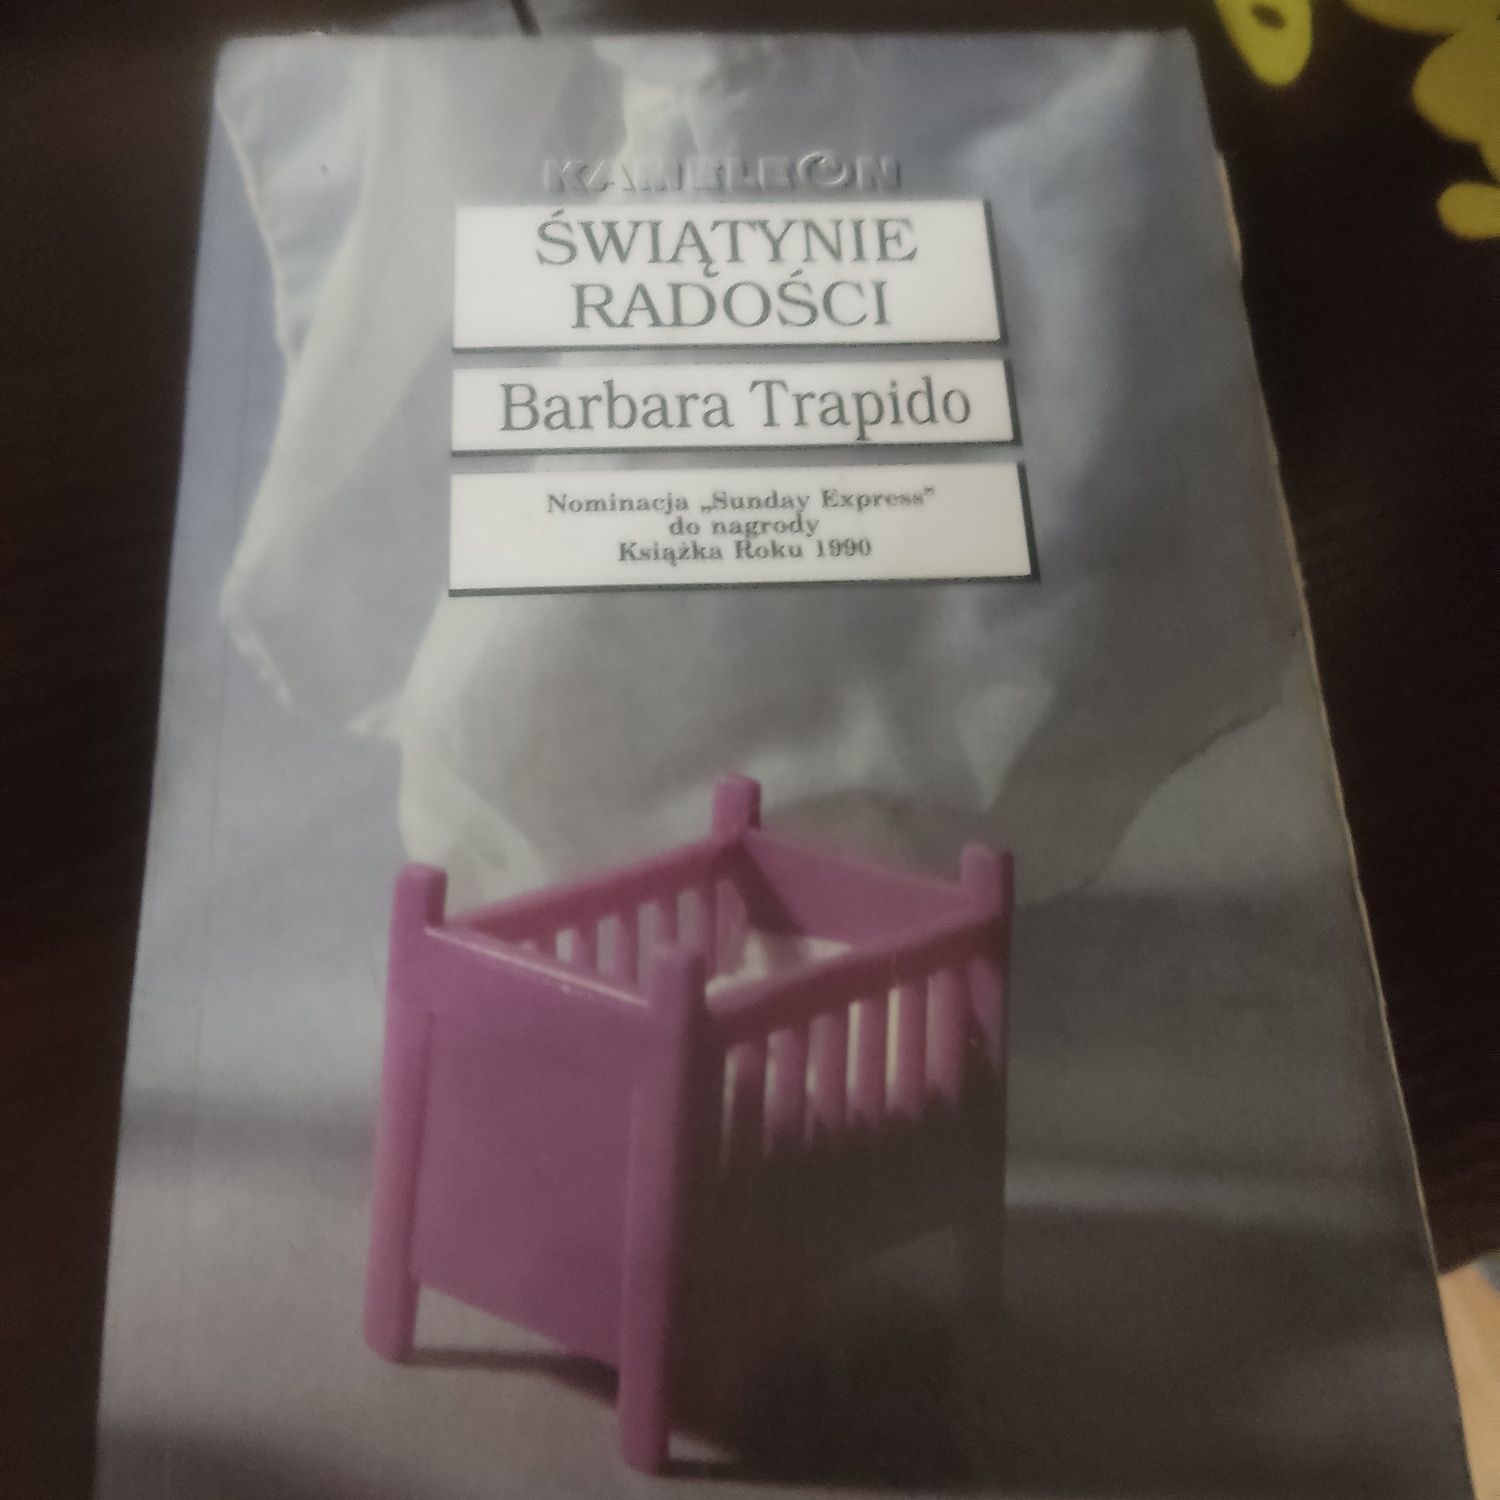 KAMELEON
ŚWIĄTYNIE
RADOŚCI
Barbara Trapido
Nominacja „Sunday Express”
do nagrody
Książka Roku 1990